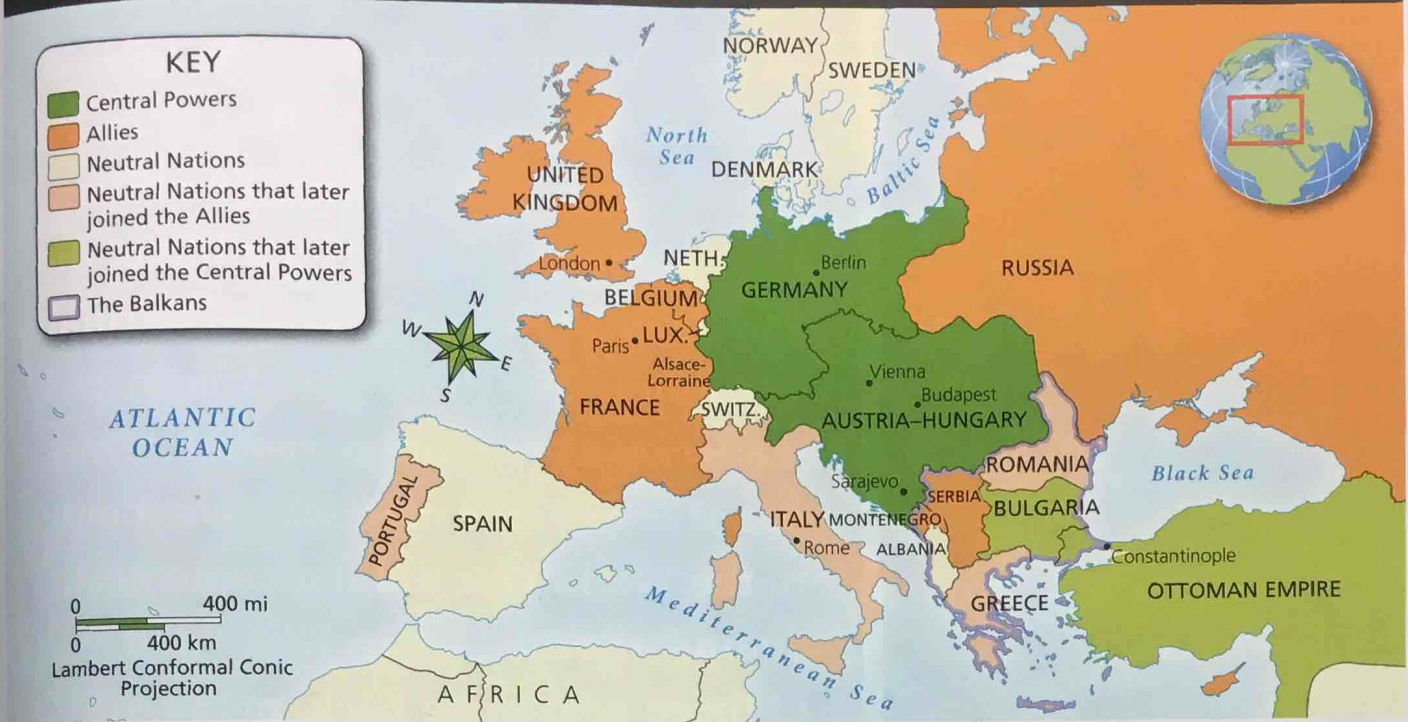 KEY
Central Powers
Allies
Neutral Nations
Neutral Nations that later
joined the Allies
Neutral Nations that later
joined the Central Powers
The Balkans
N
W
E
S
ATLANTIC
OCEAN
0 400 mi
0 400 km
Lambert Conformal Conic
Projection
NORWAY
SWEDEN
North
Sea
DENMARK
Baltic Sea
UNITED
KINGDOM
London
NETH.
Berlin
GERMANY
RUSSIA
BELGIUM
Paris
LUX.
Alsace-
Lorraine
FRANCE
SWITZ.
Vienna
Budapest
AUSTRIA–HUNGARY
ROMANIA
Black Sea
Sarajevo
SERBIA
BULGARIA
PORTUGAL
SPAIN
ITALY
MONTENEGRO
Rome
ALBANIA
Constantinople
OTTOMAN EMPIRE
GREECE
Mediterranean Sea
AFRICA